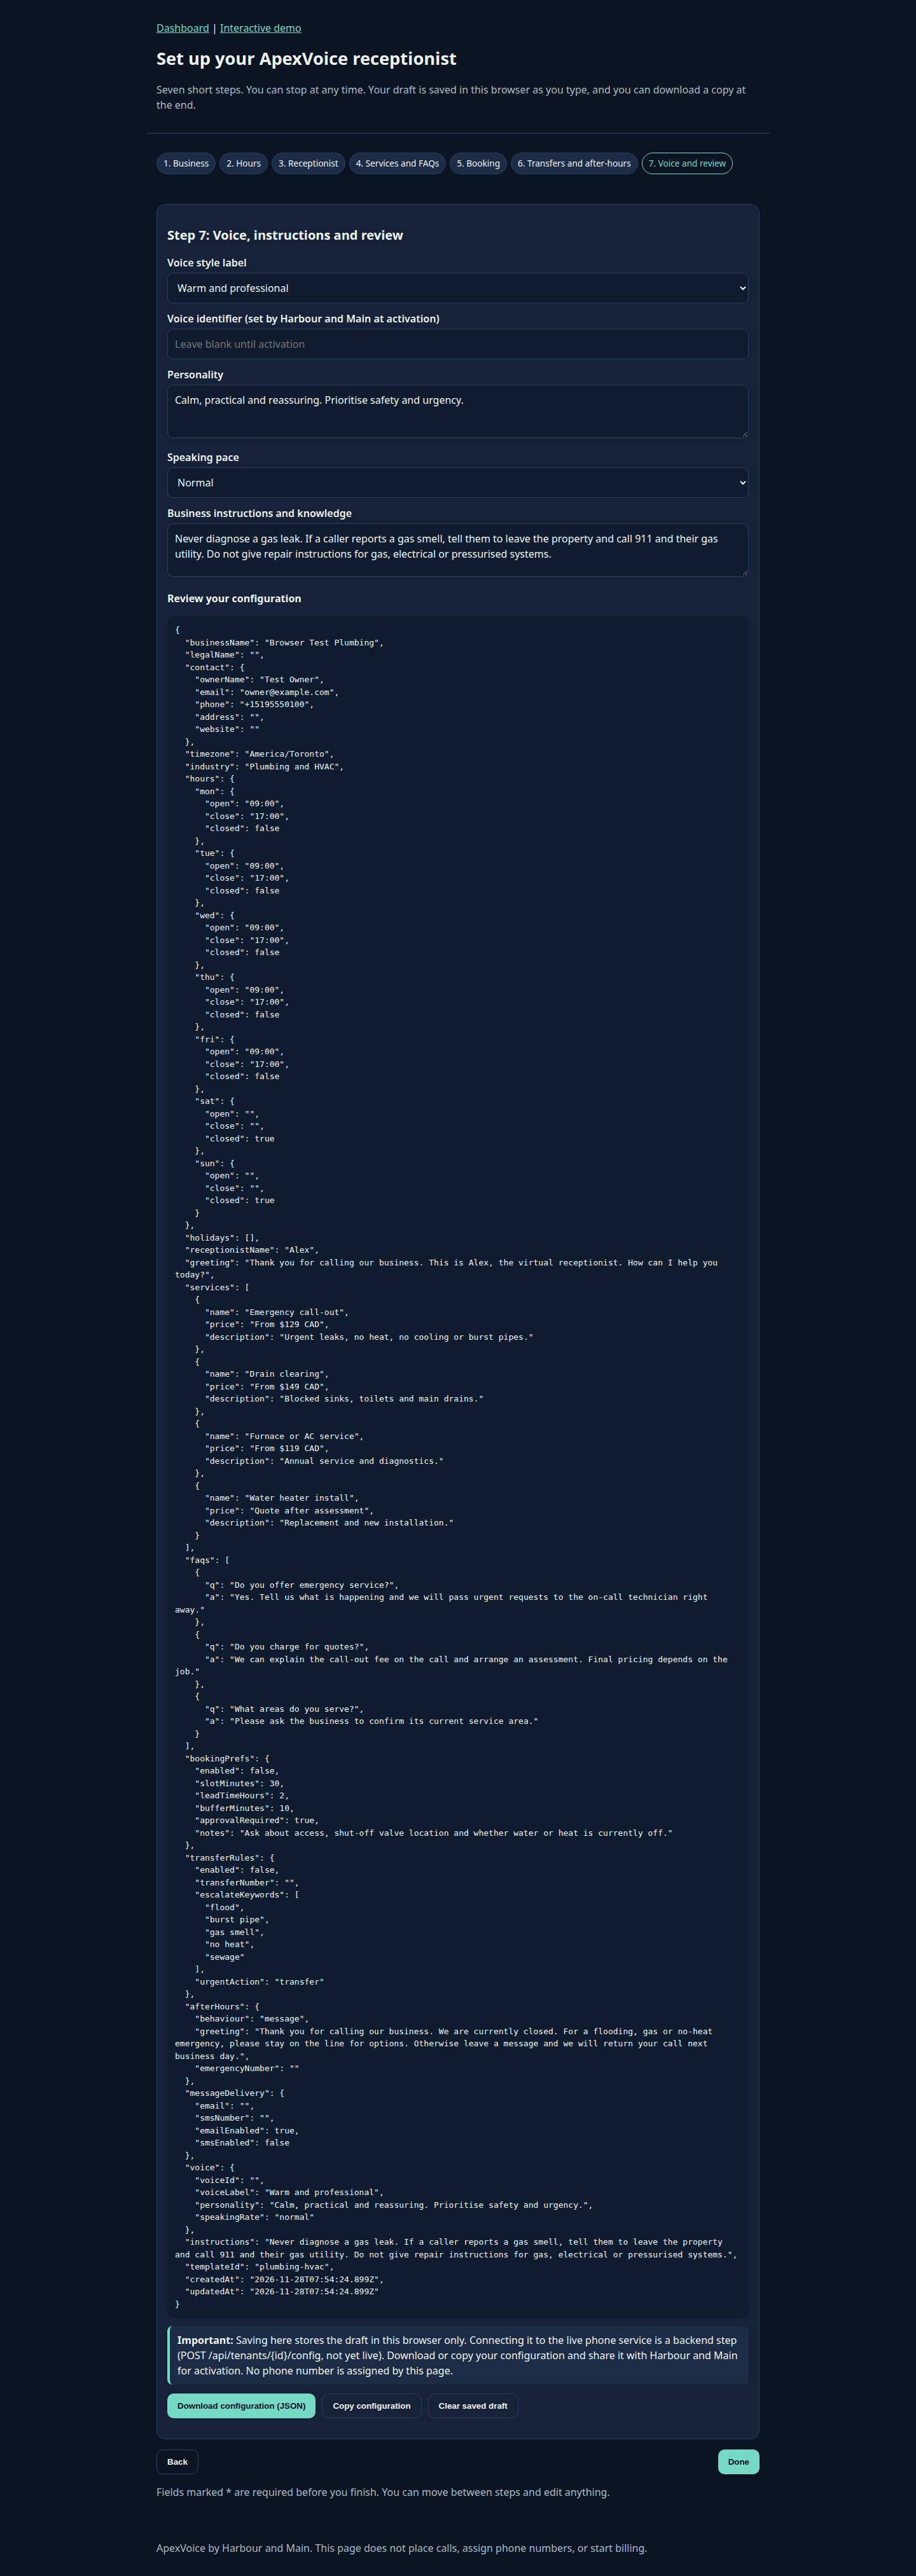 Dashboard | Interactive demo
Set up your ApexVoice receptionist
Seven short steps. You can stop at any time. Your draft is saved in this browser as you type, and you can download a copy at
the end.
1. Business 2. Hours 3. Receptionist 4. Services and FAQs 5. Booking 6. Transfers and after-hours 7. Voice and review
Step 7: Voice, instructions and review
Voice style label
Warm and professional
Voice identifier (set by Harbour and Main at activation)
Leave blank until activation
Personality
Calm, practical and reassuring. Prioritise safety and urgency.
Speaking pace
Normal
Business instructions and knowledge
Never diagnose a gas leak. If a caller reports a gas smell, tell them to leave the property and call 911 and their gas
utility. Do not give repair instructions for gas, electrical or pressurised systems.
Review your configuration
{
  "businessName": "Browser Test Plumbing",
  "legalName": "",
  "contact": {
    "ownerName": "Test Owner",
    "email": "owner@example.com",
    "phone": "+15195550100",
    "address": "",
    "website": ""
  },
  "timezone": "America/Toronto",
  "industry": "Plumbing and HVAC",
  "hours": {
    "mon": {
      "open": "09:00",
      "close": "17:00",
      "closed": false
    },
    "tue": {
      "open": "09:00",
      "close": "17:00",
      "closed": false
    },
    "wed": {
      "open": "09:00",
      "close": "17:00",
      "closed": false
    },
    "thu": {
      "open": "09:00",
      "close": "17:00",
      "closed": false
    },
    "fri": {
      "open": "09:00",
      "close": "17:00",
      "closed": false
    },
    "sat": {
      "open": "",
      "close": "",
      "closed": true
    },
    "sun": {
      "open": "",
      "close": "",
      "closed": true
    }
  },
  "holidays": [],
  "receptionistName": "Alex",
  "greeting": "Thank you for calling our business. This is Alex, the virtual receptionist. How can I help you
today?",
  "services": [
    {
      "name": "Emergency call-out",
      "price": "From $129 CAD",
      "description": "Urgent leaks, no heat, no cooling or burst pipes."
    },
    {
      "name": "Drain clearing",
      "price": "From $149 CAD",
      "description": "Blocked sinks, toilets and main drains."
    },
    {
      "name": "Furnace or AC service",
      "price": "From $119 CAD",
      "description": "Annual service and diagnostics."
    },
    {
      "name": "Water heater install",
      "price": "Quote after assessment",
      "description": "Replacement and new installation."
    }
  ],
  "faqs": [
    {
      "q": "Do you offer emergency service?",
      "a": "Yes. Tell us what is happening and we will pass urgent requests to the on-call technician right
away."
    },
    {
      "q": "Do you charge for quotes?",
      "a": "We can explain the call-out fee on the call and arrange an assessment. Final pricing depends on the
job."
    },
    {
      "q": "What areas do you serve?",
      "a": "Please ask the business to confirm its current service area."
    }
  ],
  "bookingPrefs": {
    "enabled": false,
    "slotMinutes": 30,
    "leadTimeHours": 2,
    "bufferMinutes": 10,
    "approvalRequired": true,
    "notes": "Ask about access, shut-off valve location and whether water or heat is currently off."
  },
  "transferRules": {
    "enabled": false,
    "transferNumber": "",
    "escalateKeywords": [
      "flood",
      "burst pipe",
      "gas smell",
      "no heat",
      "sewage"
    ],
    "urgentAction": "transfer"
  },
  "afterHours": {
    "behaviour": "message",
    "greeting": "Thank you for calling our business. We are currently closed. For a flooding, gas or no-heat
emergency, please stay on the line for options. Otherwise leave a message and we will return your call next
business day.",
    "emergencyNumber": ""
  },
  "messageDelivery": {
    "email": "",
    "smsNumber": "",
    "emailEnabled": true,
    "smsEnabled": false
  },
  "voice": {
    "voiceId": "",
    "voiceLabel": "Warm and professional",
    "personality": "Calm, practical and reassuring. Prioritise safety and urgency.",
    "speakingRate": "normal"
  },
  "instructions": "Never diagnose a gas leak. If a caller reports a gas smell, tell them to leave the property
and call 911 and their gas utility. Do not give repair instructions for gas, electrical or pressurised systems.",
  "templateId": "plumbing-hvac",
  "createdAt": "2026-11-28T07:54:24.899Z",
  "updatedAt": "2026-11-28T07:54:24.899Z"
}
Important: Saving here stores the draft in this browser only. Connecting it to the live phone service is a backend step
(POST /api/tenants/{id}/config, not yet live). Download or copy your configuration and share it with Harbour and Main
for activation. No phone number is assigned by this page.
Download configuration (JSON) Copy configuration Clear saved draft
Back Done
Fields marked * are required before you finish. You can move between steps and edit anything.
ApexVoice by Harbour and Main. This page does not place calls, assign phone numbers, or start billing.